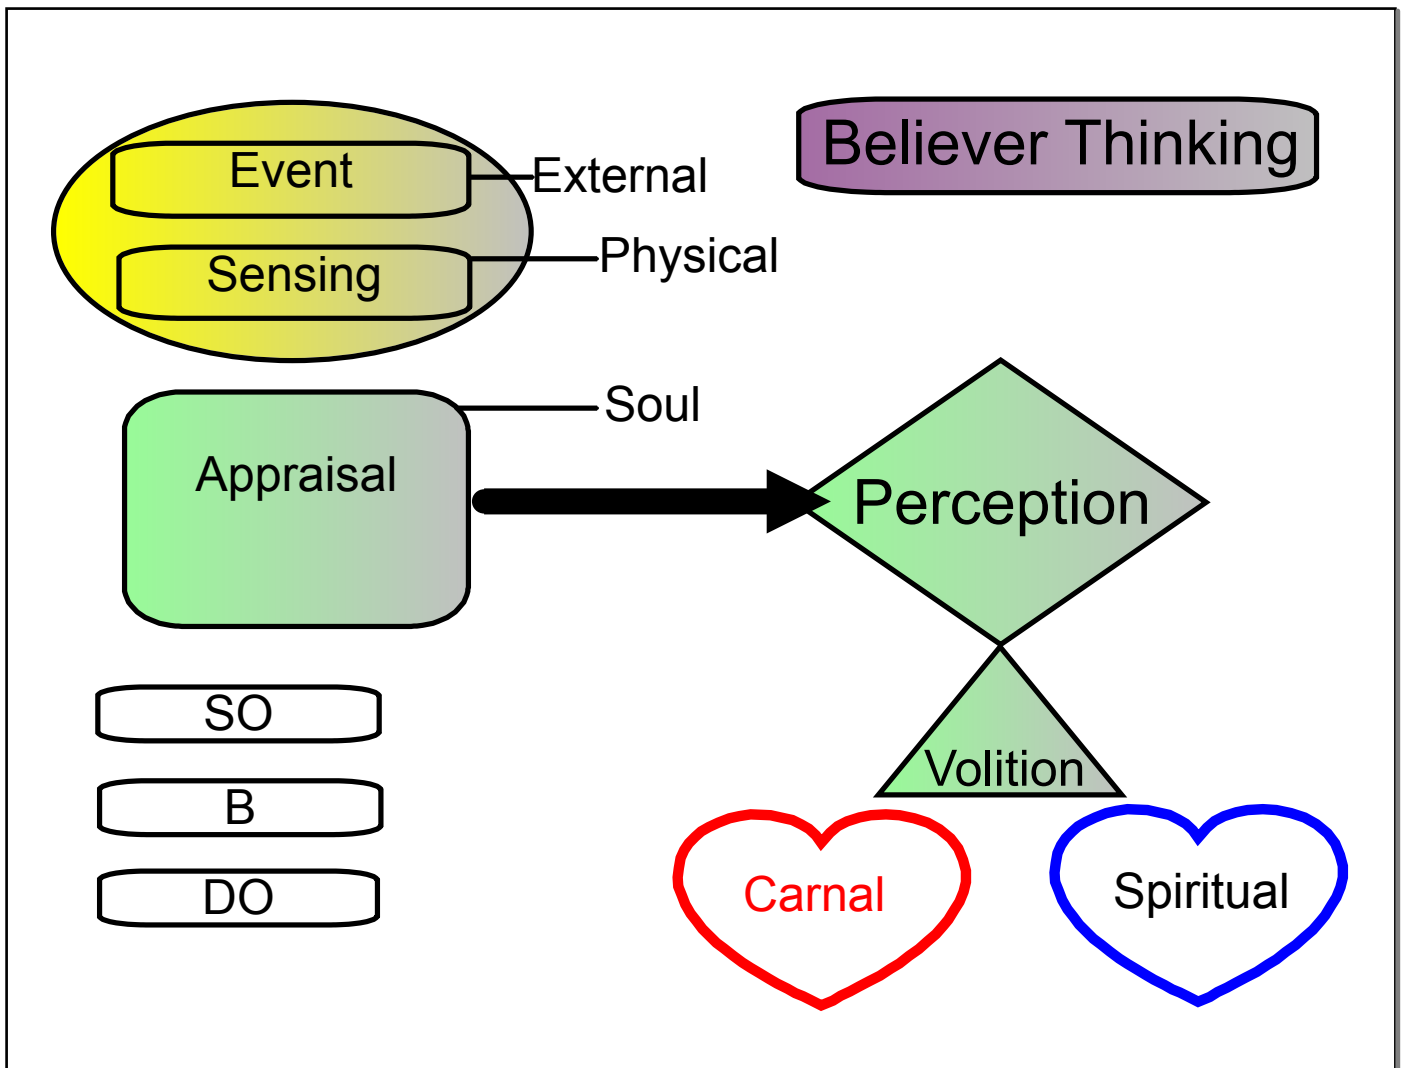 Believer Thinking
Event
External
Sensing
Physical
Soul
Appraisal
Perception
SO
B
DO
Volition
Carnal
Spiritual